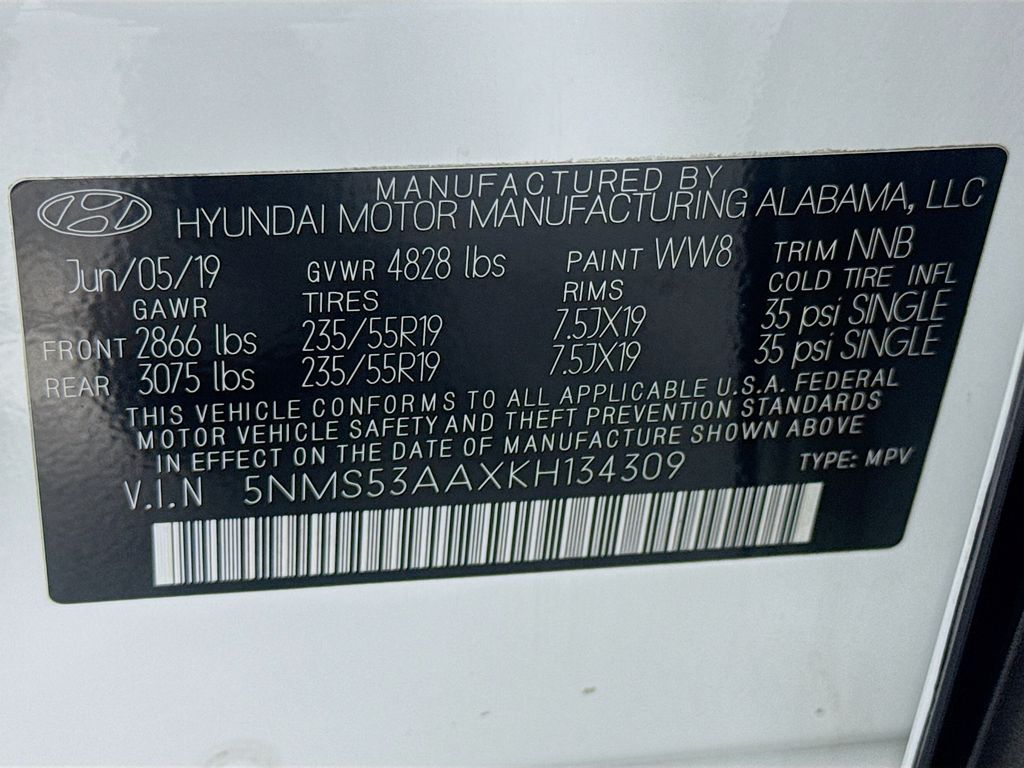 MANUFACTURED BY
HYUNDAI MOTOR MANUFACTURING ALABAMA, LLC
Jun/05/19 GVWR 4828 lbs PAINT WW8 TRIM NNB
GAWR TIRES RIMS COLD TIRE INFL
FRONT 2866 lbs 235/55R19 7.5JX19 35 psi SINGLE
REAR 3075 lbs 235/55R19 7.5JX19 35 psi SINGLE
THIS VEHICLE CONFORMS TO ALL APPLICABLE U.S.A. FEDERAL
MOTOR VEHICLE SAFETY AND THEFT PREVENTION STANDARDS
IN EFFECT ON THE DATE OF MANUFACTURE SHOWN ABOVE
V.I.N 5NMS53AAXKH134309 TYPE: MPV